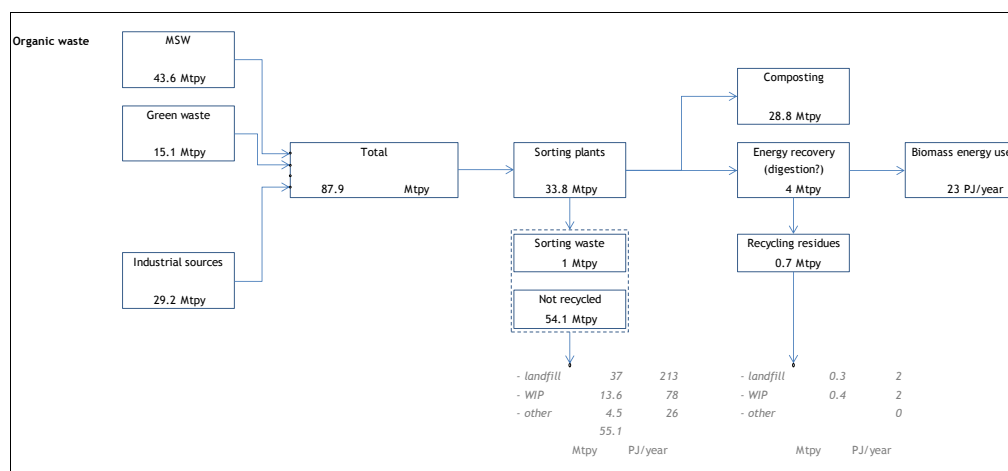 Organic waste
MSW
43.6 Mtpy
Green waste
15.1 Mtpy
Industrial sources
29.2 Mtpy
Total
87.9 Mtpy
Sorting plants
33.8 Mtpy
Sorting waste
1 Mtpy
Not recycled
54.1 Mtpy
- landfill 37 213
- WIP 13.6 78
- other 4.5 26
55.1
Mtpy PJ/year
Composting
28.8 Mtpy
Energy recovery
(digestion?)
4 Mtpy
Recycling residues
0.7 Mtpy
- landfill 0.3 2
- WIP 0.4 2
- other 0
Mtpy PJ/year
Biomass energy use
23 PJ/year